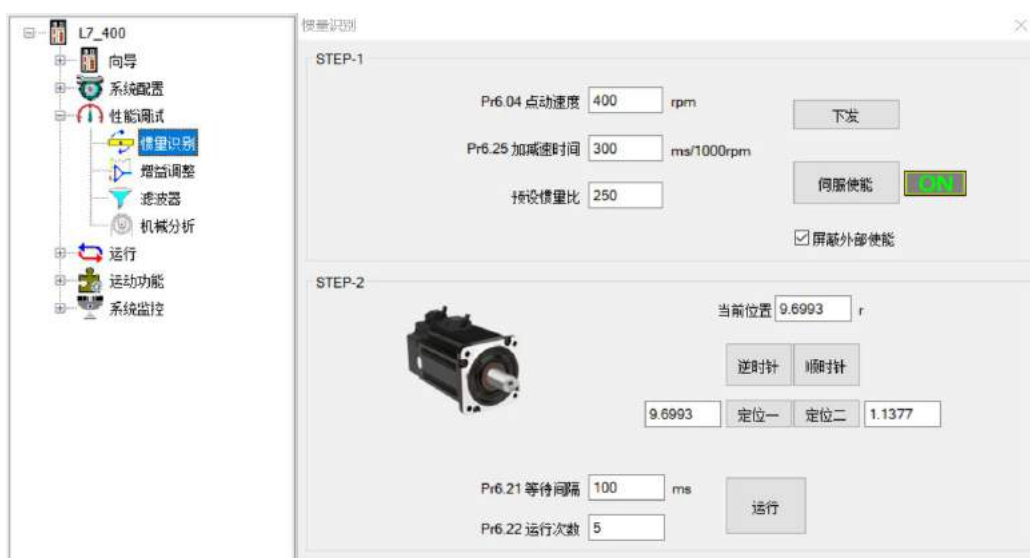 L7_400
向导
系统配置
性能调试
惯量识别
增益调整
滤波器
机械分析
运行
运动功能
系统监控
惯量识别
STEP-1
Pr6.04 点动速度 400 rpm
下发
Pr6.25 加减速时间 300 ms/1000rpm
伺服使能 ON
预设惯量比 250
屏蔽外部使能
STEP-2
当前位置 9.6993 r
逆时针 顺时针
9.6993 定位一 定位二 1.1377
Pr6.21 等待间隔 100 ms
运行
Pr6.22 运行次数 5